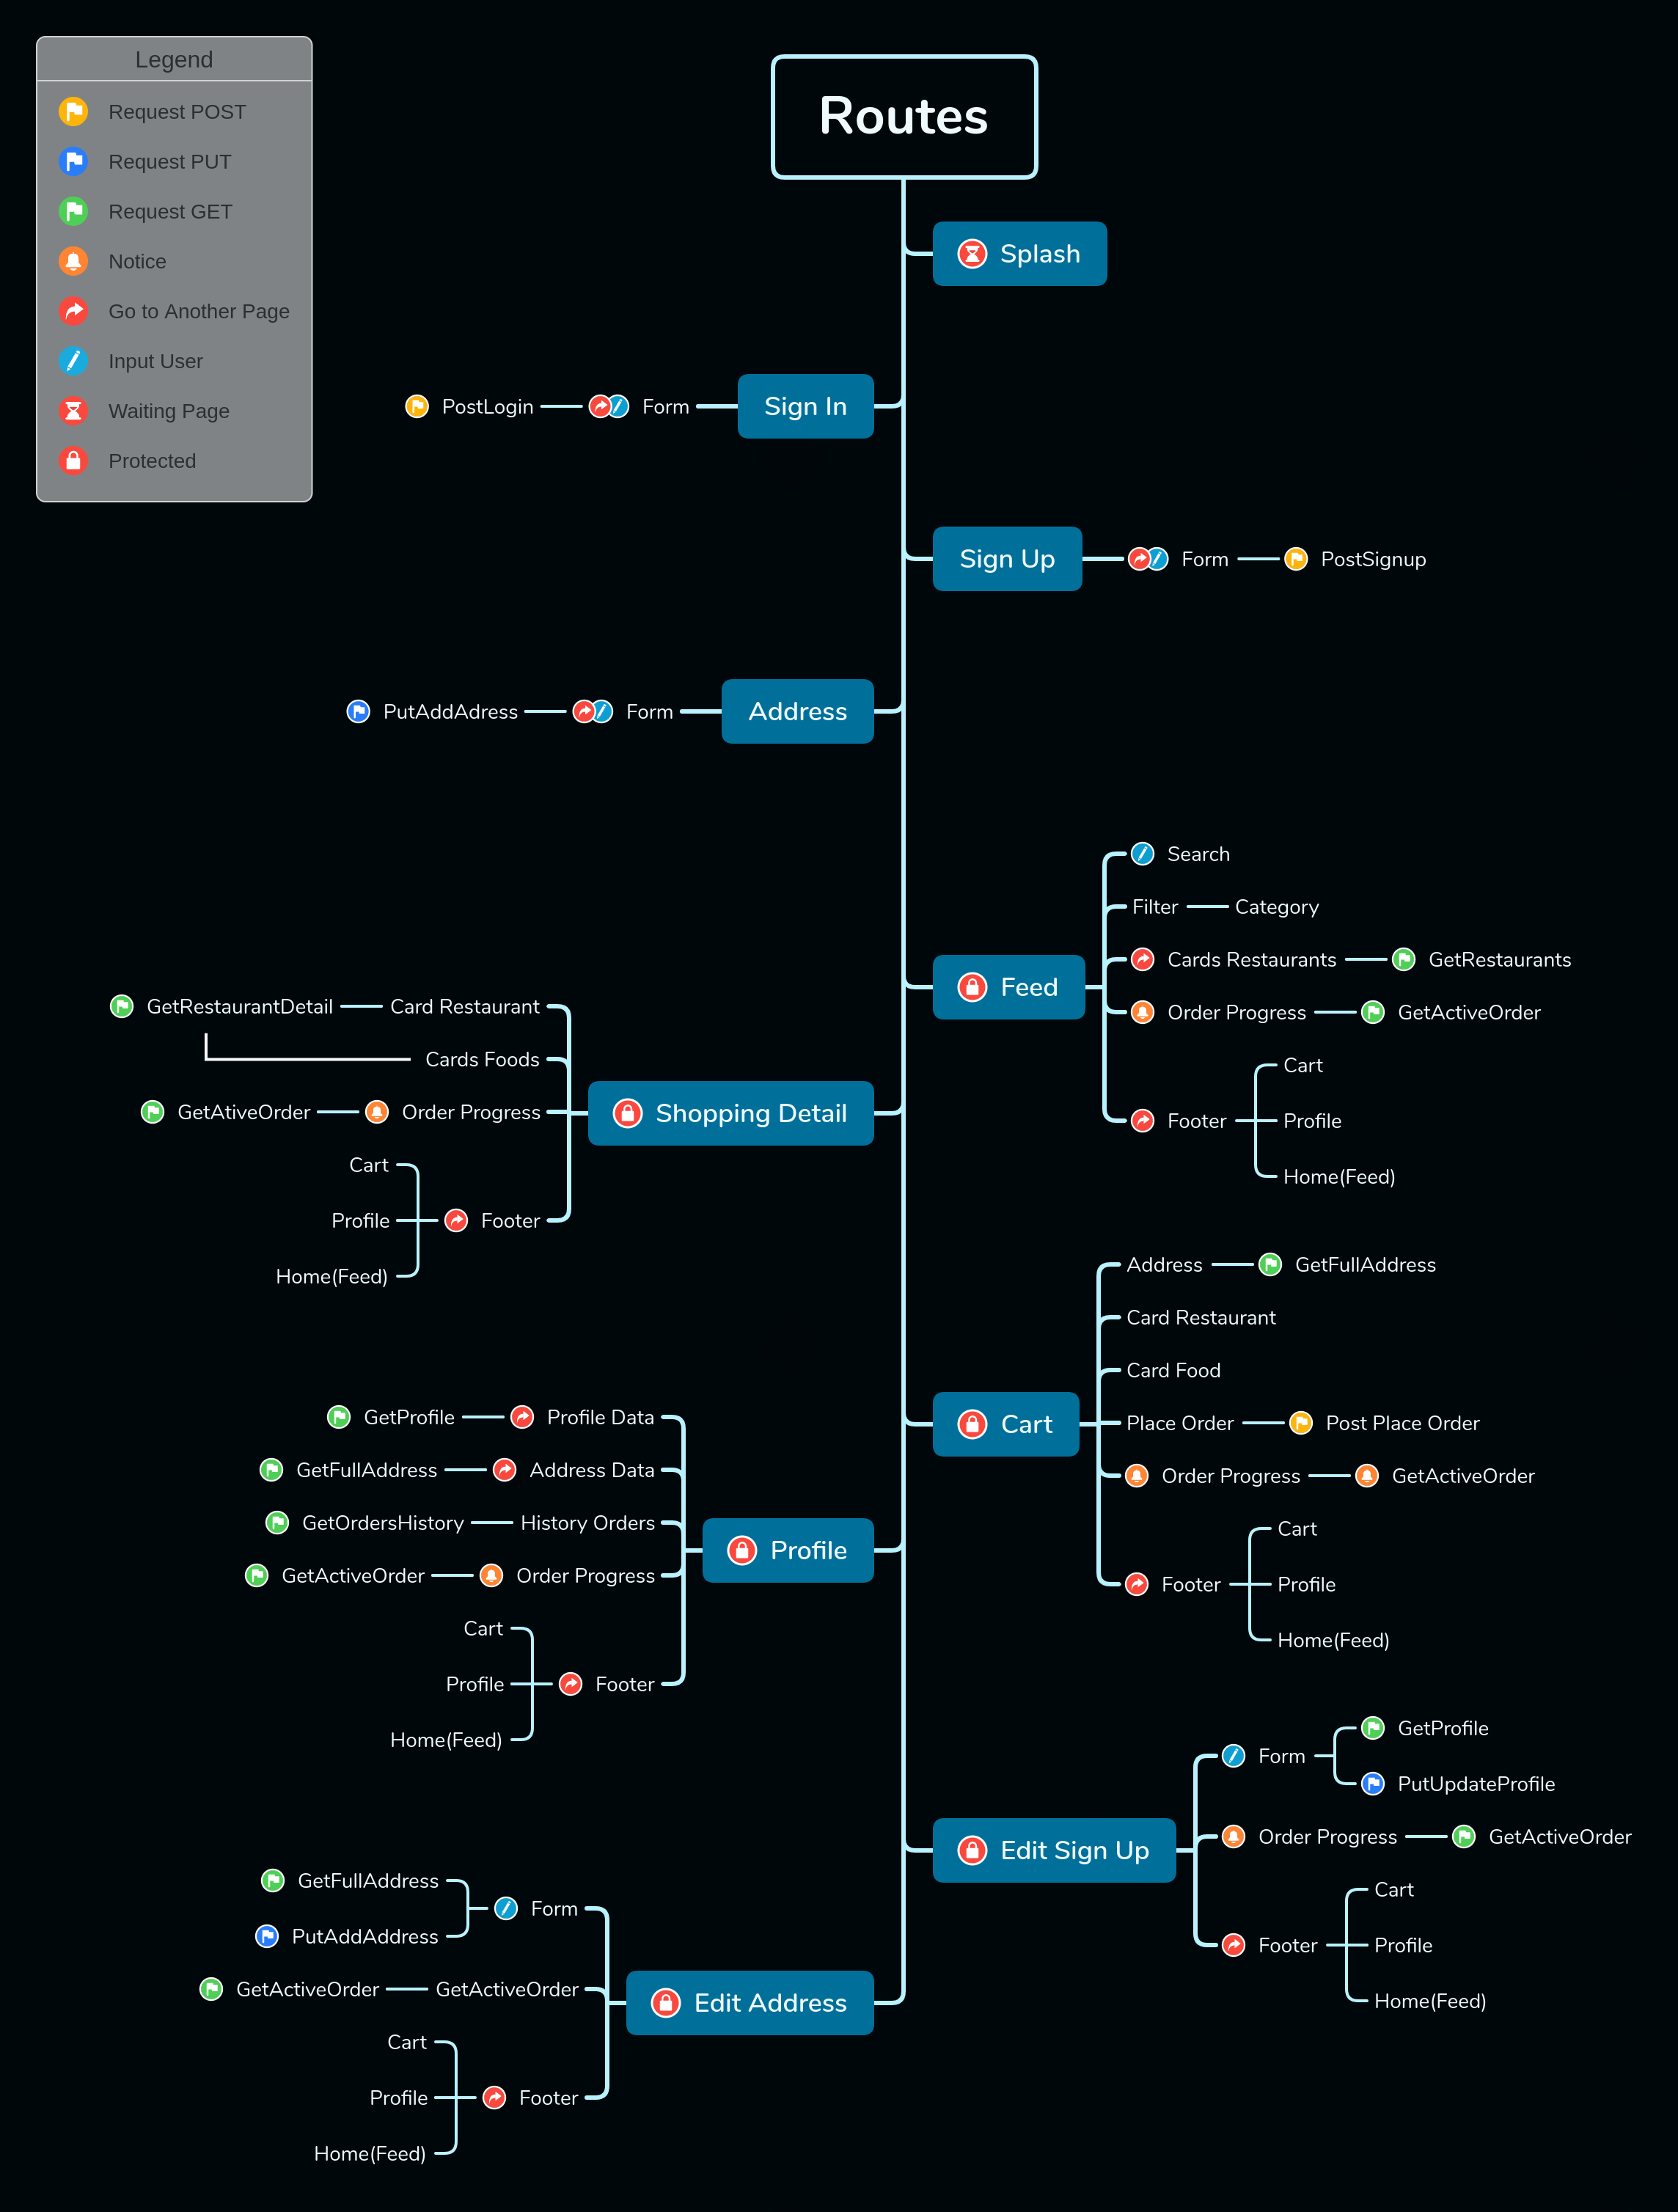 Legend
Request POST
Request PUT
Request GET
Notice
Go to Another Page
Input User
Waiting Page
Protected
Routes
Splash
Sign In
Form
PostLogin
Sign Up
Form
PostSignup
Address
Form
PutAddAdress
Feed
Search
Filter
Category
Cards Restaurants
GetRestaurants
Order Progress
GetActiveOrder
Footer
Cart
Profile
Home(Feed)
Shopping Detail
Card Restaurant
GetRestaurantDetail
Cards Foods
Order Progress
GetAtiveOrder
Footer
Cart
Profile
Home(Feed)
Cart
Address
GetFullAddress
Card Restaurant
Card Food
Place Order
Post Place Order
Order Progress
GetActiveOrder
Footer
Cart
Profile
Home(Feed)
Profile
Profile Data
GetProfile
Address Data
GetFullAddress
History Orders
GetOrdersHistory
Order Progress
GetActiveOrder
Footer
Cart
Profile
Home(Feed)
Edit Sign Up
Form
GetProfile
PutUpdateProfile
Order Progress
GetActiveOrder
Footer
Cart
Profile
Home(Feed)
Edit Address
Form
GetFullAddress
PutAddAddress
GetActiveOrder
GetActiveOrder
Footer
Cart
Profile
Home(Feed)